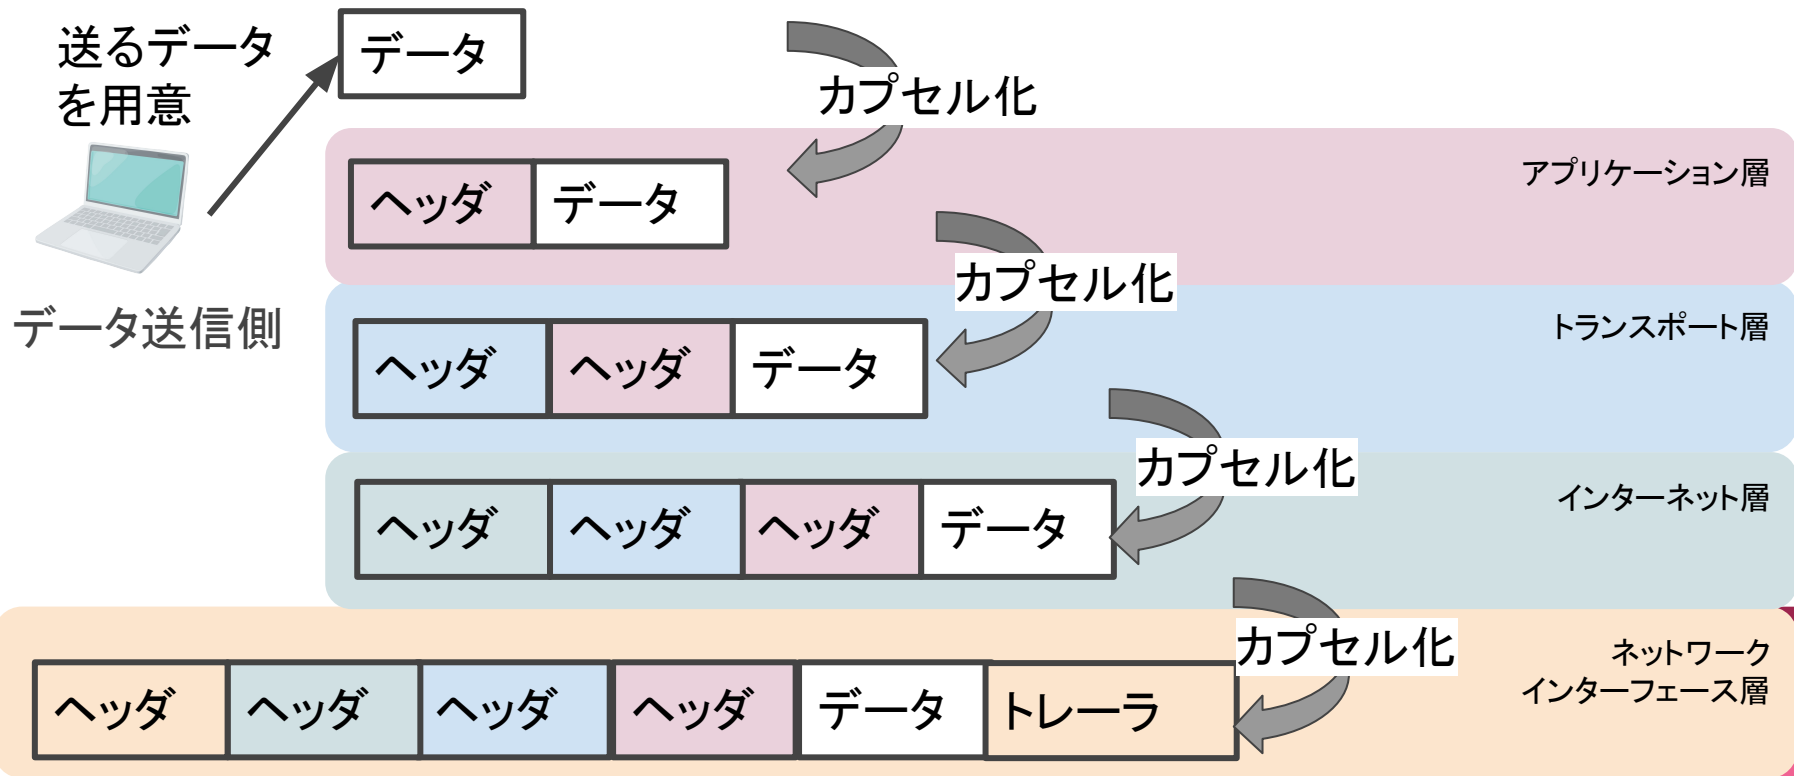 送るデータ
を用意
データ
カプセル化
データ送信側
ヘッダ データ
アプリケーション層
カプセル化
ヘッダ ヘッダ データ
トランスポート層
カプセル化
ヘッダ ヘッダ ヘッダ データ
インターネット層
カプセル化
ヘッダ ヘッダ ヘッダ ヘッダ データ トレーラ
ネットワーク
インターフェース層